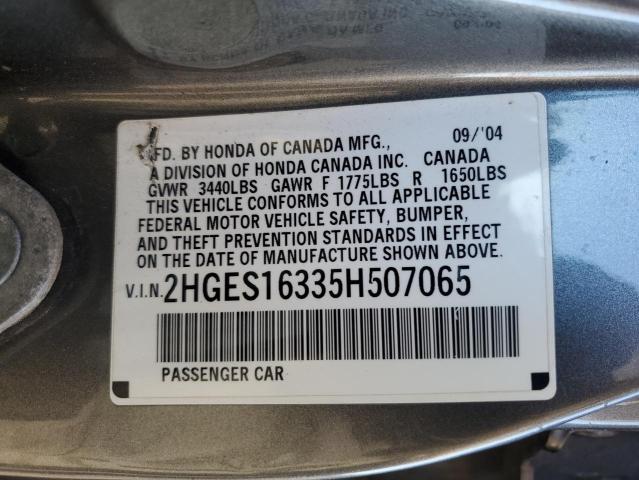 FD. BY HONDA OF CANADA MFG., 09/'04
A DIVISION OF HONDA CANADA INC. CANADA
GVWR 3440LBS GAWR F 1775LBS R 1650LBS
THIS VEHICLE CONFORMS TO ALL APPLICABLE
FEDERAL MOTOR VEHICLE SAFETY, BUMPER,
AND THEFT PREVENTION STANDARDS IN EFFECT
ON THE DATE OF MANUFACTURE SHOWN ABOVE.
V.I.N. 2HGES16335H507065
PASSENGER CAR